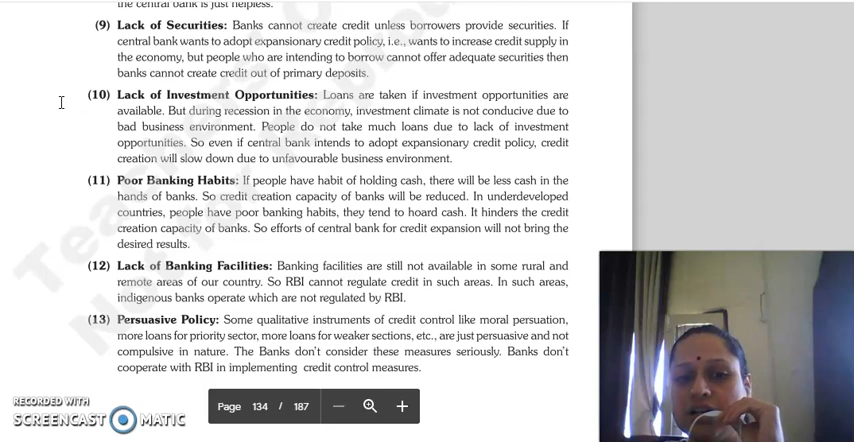 the central bank is just helpless.
(9) Lack of Securities: Banks cannot create credit unless borrowers provide securities. If
central bank wants to adopt expansionary credit policy, i.e., wants to increase credit supply in
the economy, but people who are intending to borrow cannot offer adequate securities then
banks cannot create credit out of primary deposits.
(10) Lack of Investment Opportunities: Loans are taken if investment opportunities are
available. But during recession in the economy, investment climate is not conducive due to
bad business environment. People do not take much loans due to lack of investment
opportunities. So even if central bank intends to adopt expansionary credit policy, credit
creation will slow down due to unfavourable business environment.
(11) Poor Banking Habits: If people have habit of holding cash, there will be less cash in the
hands of banks. So credit creation capacity of banks will be reduced. In underdeveloped
countries, people have poor banking habits, they tend to hoard cash. It hinders the credit
creation capacity of banks. So efforts of central bank for credit expansion will not bring the
desired results.
(12) Lack of Banking Facilities: Banking facilities are still not available in some rural and
remote areas of our country. So RBI cannot regulate credit in such areas. In such areas,
indigenous banks operate which are not regulated by RBI.
(13) Persuasive Policy: Some qualitative instruments of credit control like moral persuation,
more loans for priority sector, more loans for weaker sections, etc., are just persuasive and not
compulsive in nature. The Banks don't consider these measures seriously. Banks don't
cooperate with RBI in implementing credit control measures.
Page 134 / 187
RECORDED WITH
SCREENCAST MATIC